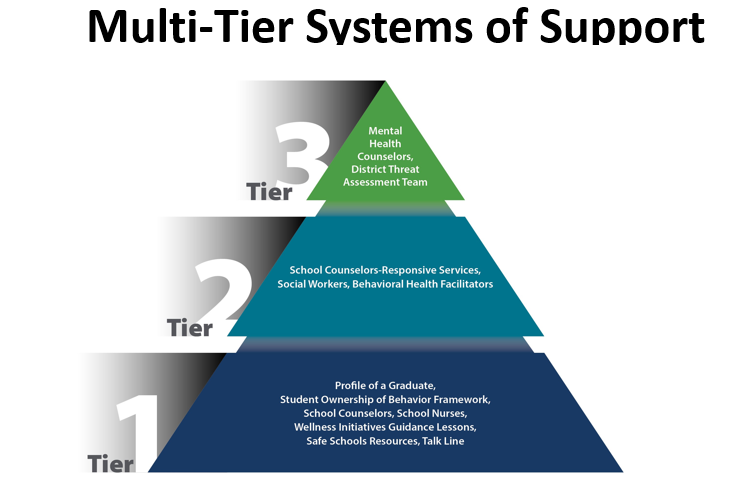 Multi-Tier Systems of Support
3
Tier
Mental
Health
Counselors,
District Threat
Assessment Team
2
Tier
School Counselors-Responsive Services,
Social Workers, Behavioral Health Facilitators
1
Tier
Profile of a Graduate,
Student Ownership of Behavior Framework,
School Counselors, School Nurses,
Wellness Initiatives Guidance Lessons,
Safe Schools Resources, Talk Line